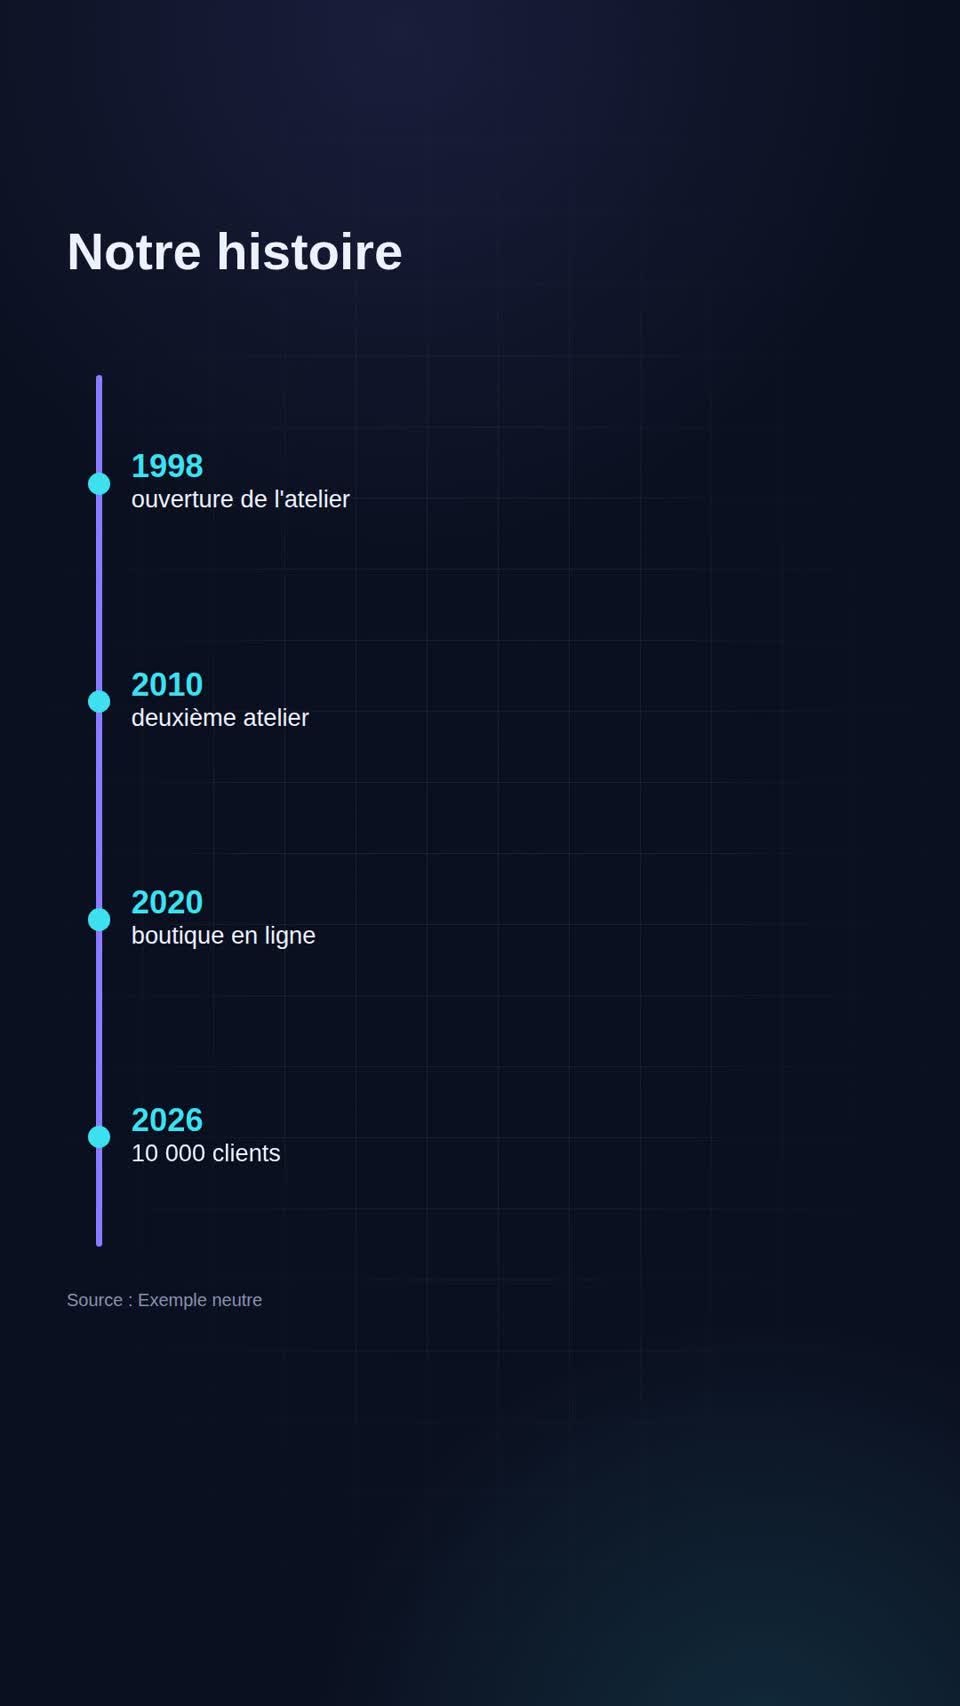 Notre histoire
1998
ouverture de l'atelier
2010
deuxième atelier
2020
boutique en ligne
2026
10 000 clients
Source : Exemple neutre